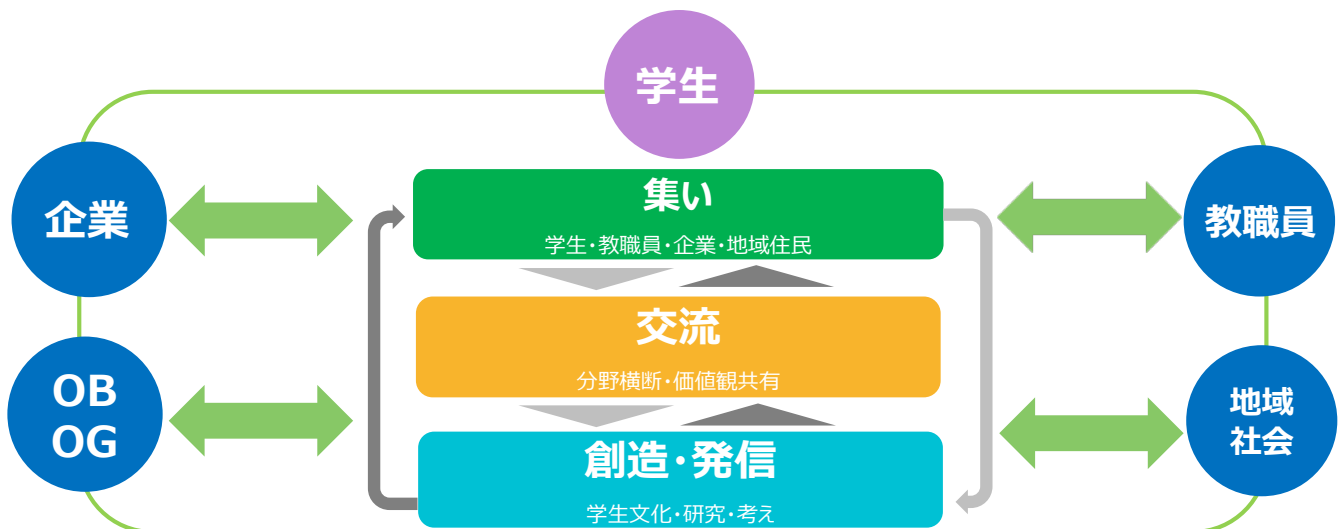 学生
企業
集い
学生・教職員・企業・地域住民
教職員
交流
分野横断・価値観共有
OB
OG
地域
社会
創造・発信
学生文化・研究・考え